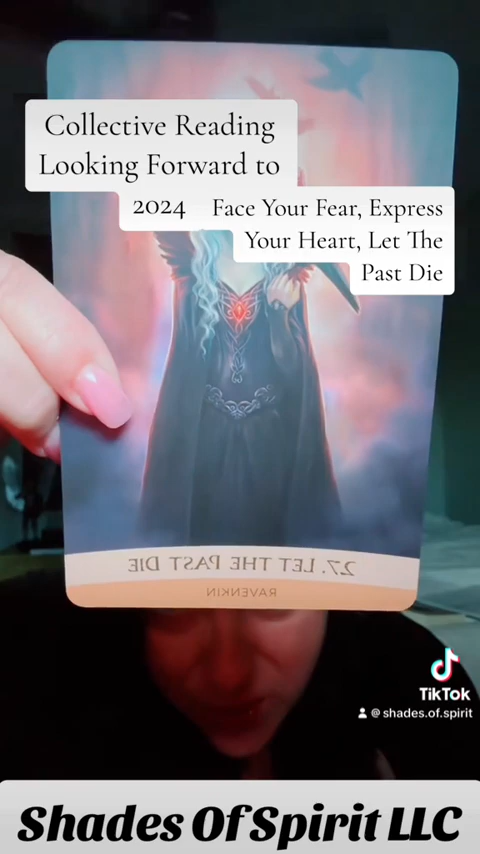 Collective Reading
Looking Forward to
2024
Face Your Fear, Express
Your Heart, Let The
Past Die
27. LET THE PAST DIE
RAVENKIN
TikTok
@ shades.of.spirit
Shades Of Spirit LLC